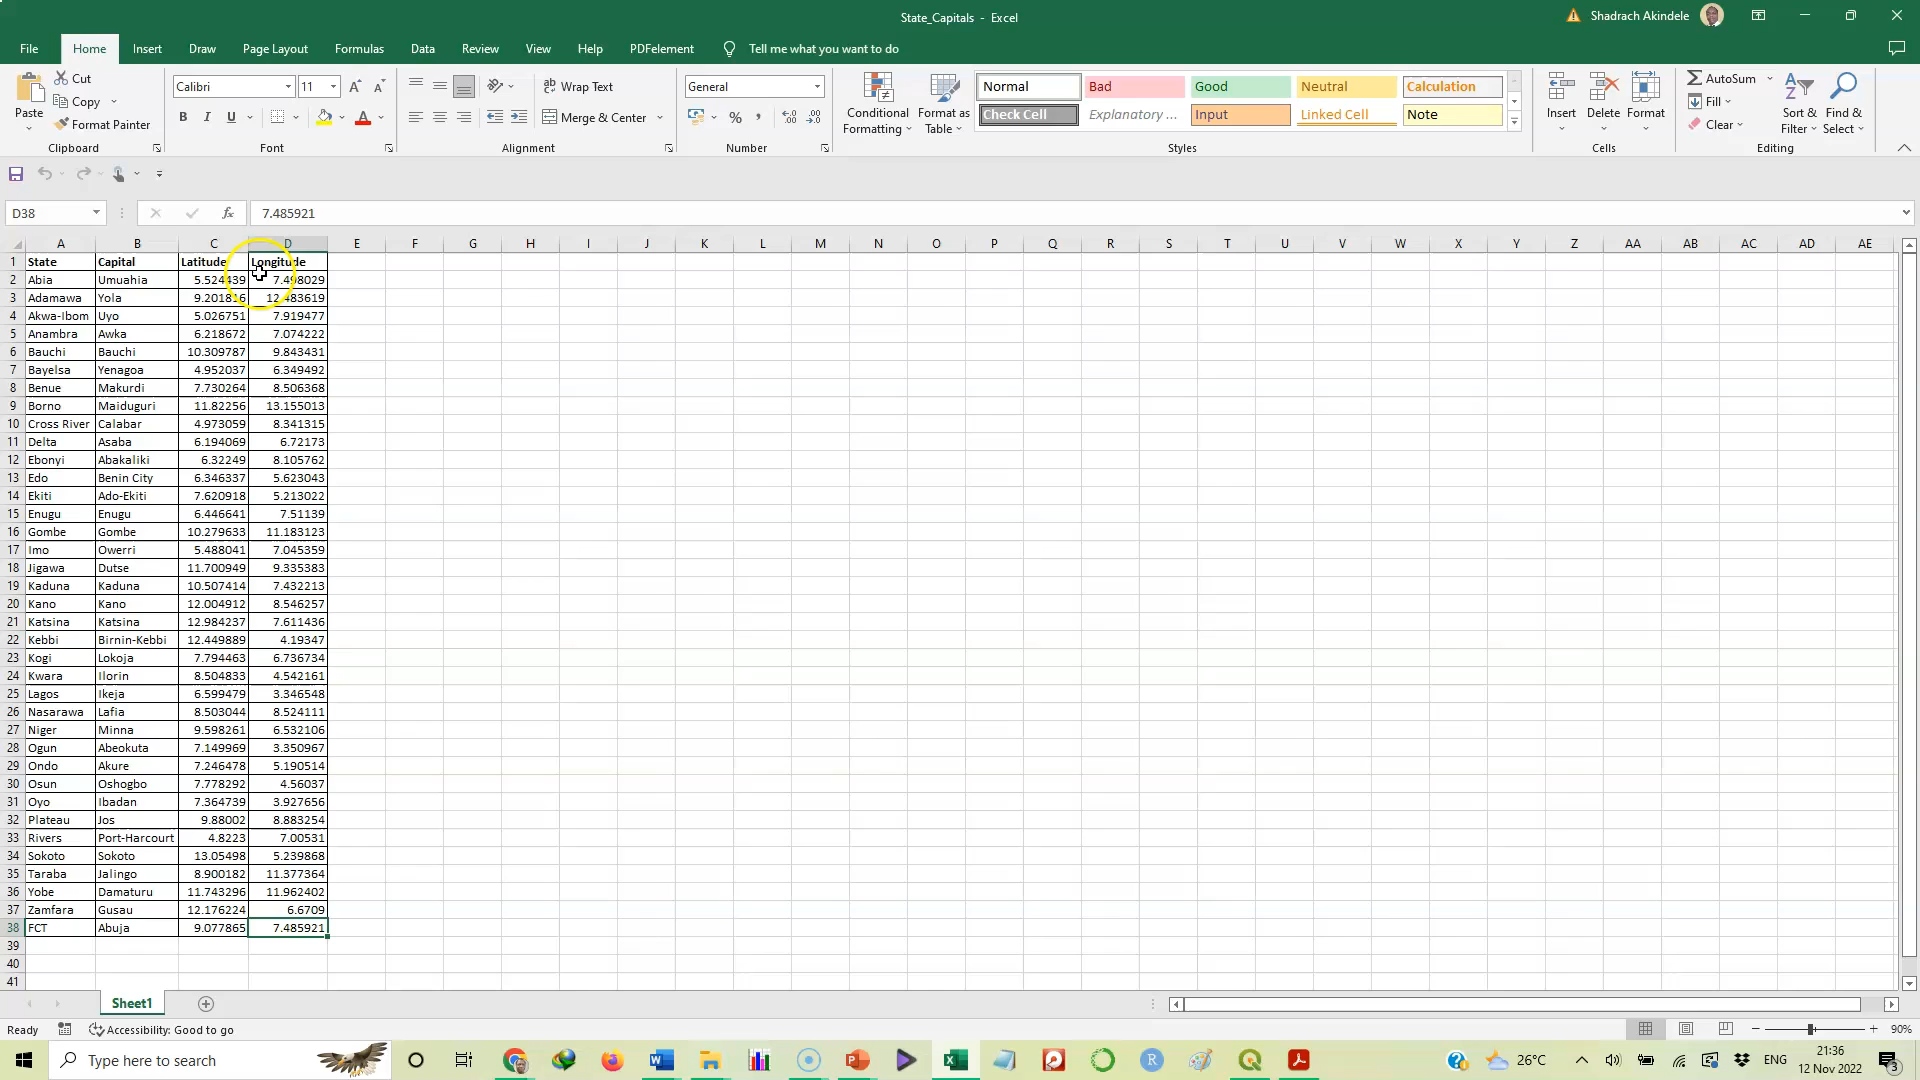 State_Capitals - Excel
Shadrach Akindele
File Home Insert Draw Page Layout Formulas Data Review View Help PDFelement Tell me what you want to do
Paste
Cut
Copy
Format Painter
Clipboard
Calibri 11
B I U
Font
Wrap Text
Merge & Center
Alignment
General
Number
Conditional Formatting
Format as Table
Normal Bad Good Neutral Calculation
Check Cell Explanatory ... Input Linked Cell Note
Styles
Insert Delete Format
Cells
AutoSum
Fill
Clear
Sort & Filter
Find & Select
Editing
D38 fx 7.485921
A B C D E F G H I J K L M N O P Q R S T U V W X Y Z AA AB AC AD AE
1 State Capital Latitude Longitude
2 Abia Umuahia 5.524439 7.498029
3 Adamawa Yola 9.201816 12.483619
4 Akwa-Ibom Uyo 5.026751 7.919477
5 Anambra Awka 6.218672 7.074222
6 Bauchi Bauchi 10.309787 9.843431
7 Bayelsa Yenagoa 4.952037 6.349492
8 Benue Makurdi 7.730264 8.506368
9 Borno Maiduguri 11.82256 13.155013
10 Cross River Calabar 4.973059 8.341315
11 Delta Asaba 6.194069 6.72173
12 Ebonyi Abakaliki 6.32249 8.105762
13 Edo Benin City 6.346337 5.623043
14 Ekiti Ado-Ekiti 7.620918 5.213022
15 Enugu Enugu 6.446641 7.51139
16 Gombe Gombe 10.279633 11.183123
17 Imo Owerri 5.488041 7.045359
18 Jigawa Dutse 11.700949 9.335383
19 Kaduna Kaduna 10.507414 7.432213
20 Kano Kano 12.004912 8.546257
21 Katsina Katsina 12.984237 7.611436
22 Kebbi Birnin-Kebbi 12.449889 4.19347
23 Kogi Lokoja 7.794463 6.736734
24 Kwara Ilorin 8.504833 4.542161
25 Lagos Ikeja 6.599479 3.346548
26 Nasarawa Lafia 8.503044 8.524111
27 Niger Minna 9.598261 6.532106
28 Ogun Abeokuta 7.149969 3.350967
29 Ondo Akure 7.246478 5.190514
30 Osun Oshogbo 7.778292 4.56037
31 Oyo Ibadan 7.364739 3.927656
32 Plateau Jos 9.88002 8.883254
33 Rivers Port-Harcourt 4.8223 7.00531
34 Sokoto Sokoto 13.05498 5.239868
35 Taraba Jalingo 8.900182 11.377364
36 Yobe Damaturu 11.743296 11.962402
37 Zamfara Gusau 12.176224 6.6709
38 FCT Abuja 9.077865 7.485921
39
40
41
Sheet1
Ready Accessibility: Good to go 90%
Type here to search
26°C ENG 21:36
12 Nov 2022 3